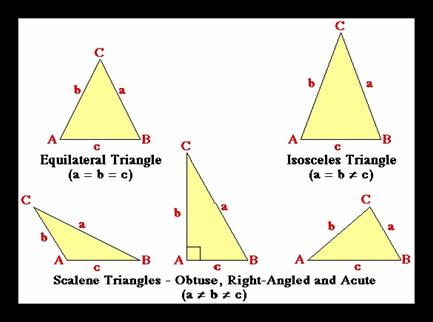 C
C
b
a
b
a
A
c
B
A
c
B
Equilateral Triangle
(a = b = c)
Isosceles Triangle
(a = b ≠ c)
C
b
a
A
c
B
C
b
a
A
c
B
C
b
a
A
c
B
Scalene Triangles - Obtuse, Right-Angled and Acute
(a ≠ b ≠ c)